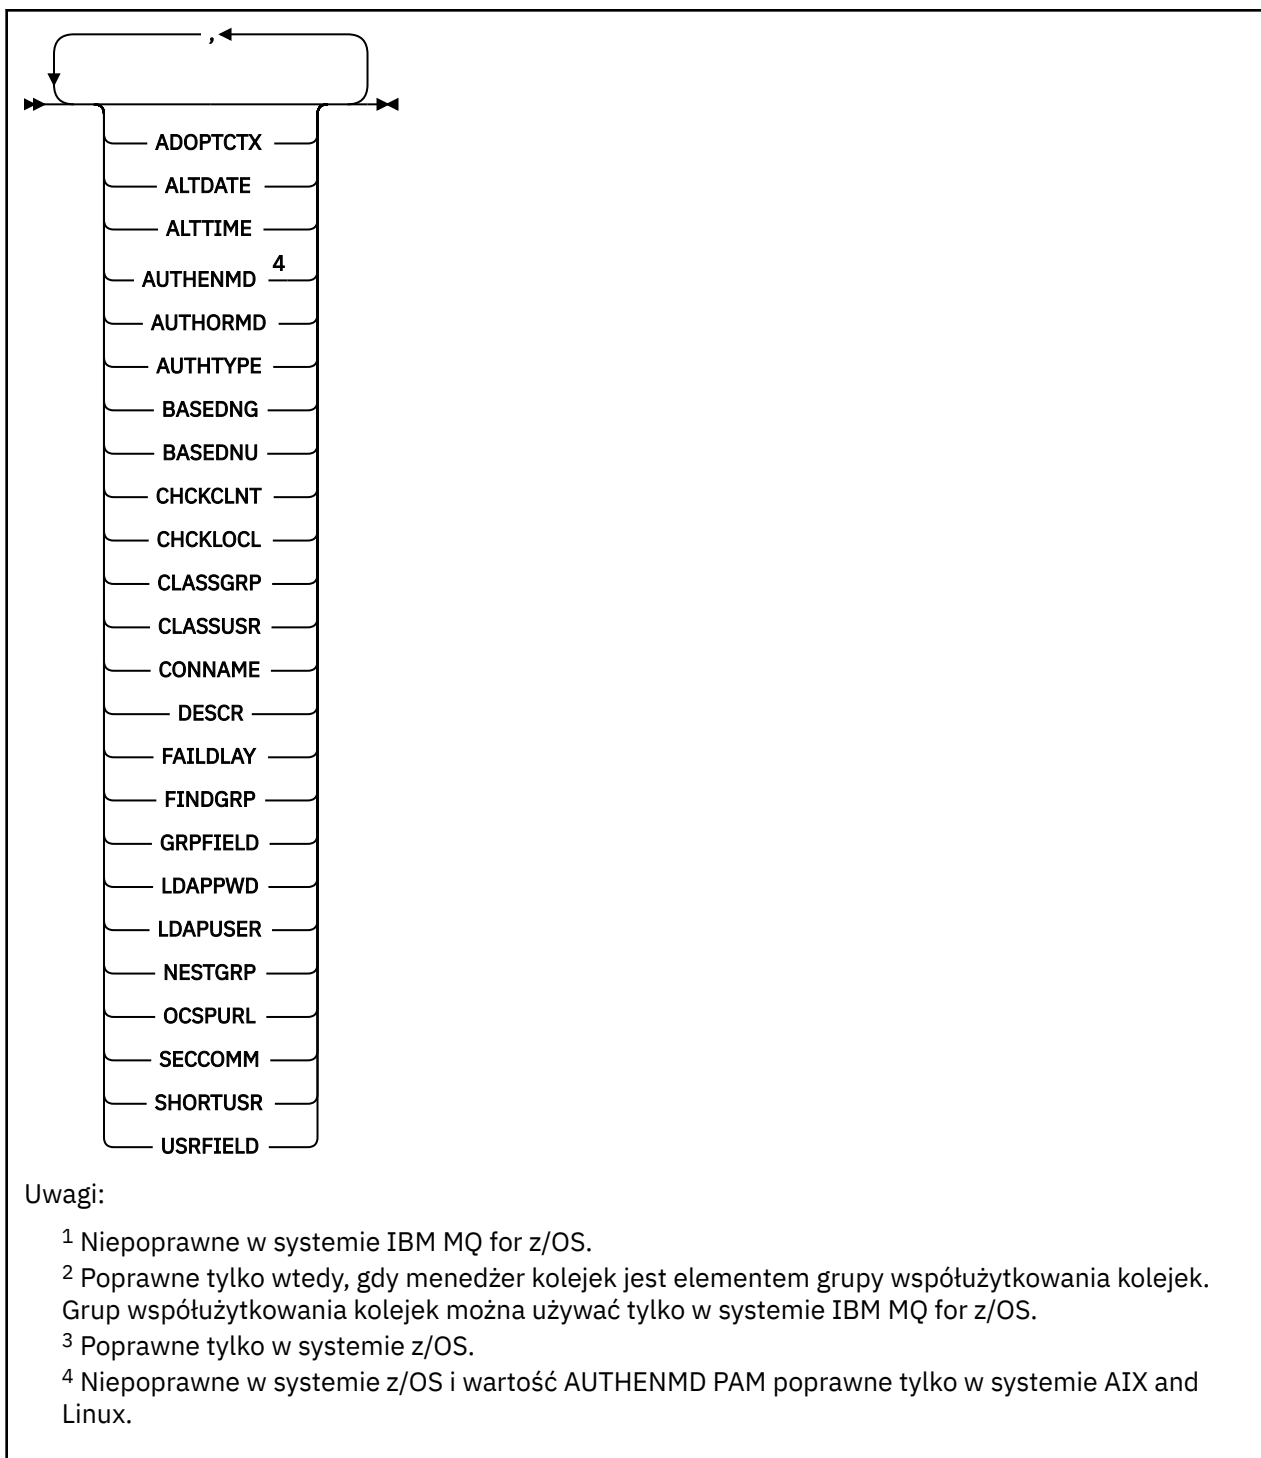 ,
ADOPTCTX
ALTDATE
ALTTIME
AUTHENMD 4
AUTHORMD
AUTHTYPE
BASEDNG
BASEDNU
CHCKCLNT
CHCKLOCL
CLASSGRP
CLASSUSR
CONNAME
DESCR
FAILDLAY
FINDGRP
GRPFIELD
LDAPPWD
LDAPUSER
NESTGRP
OCSPURL
SECCOMM
SHORTUSR
USRFIELD
Uwagi:
1 Niepoprawne w systemie IBM MQ for z/OS.
2 Poprawne tylko wtedy, gdy menedżer kolejek jest elementem grupy współużytkowania kolejek.
Grup współużytkowania kolejek można używać tylko w systemie IBM MQ for z/OS.
3 Poprawne tylko w systemie z/OS.
4 Niepoprawne w systemie z/OS i wartość AUTHENMD PAM poprawne tylko w systemie AIX and
Linux.